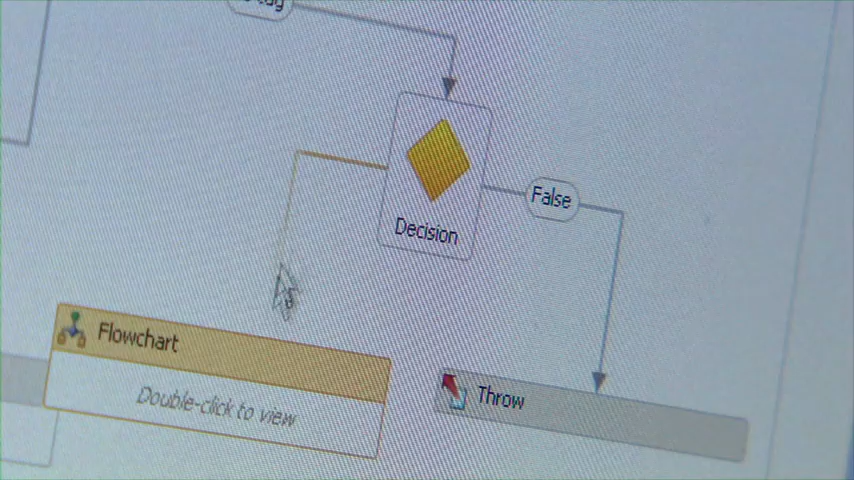 Decision
False
Flowchart
Double-click to view
Throw